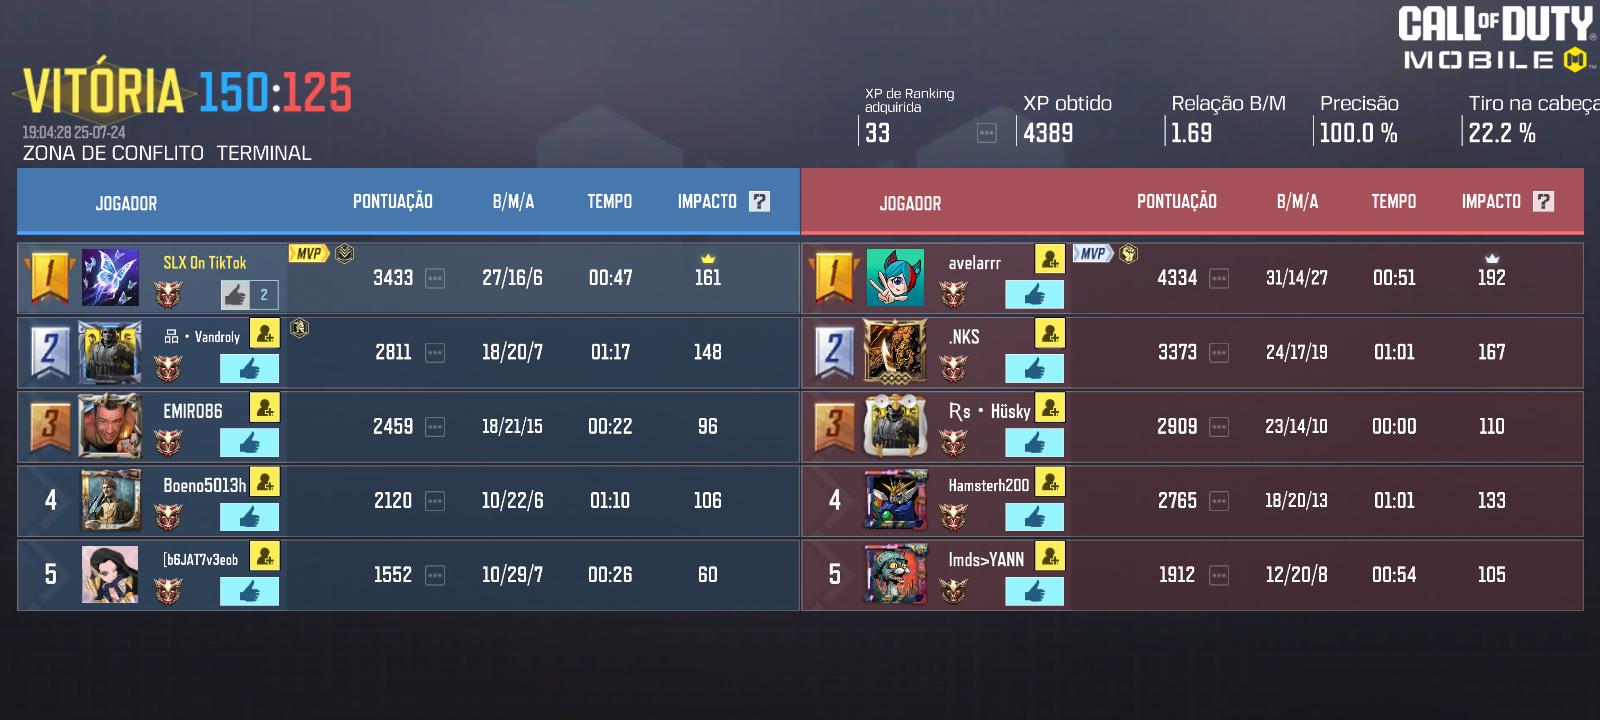 CALL OF DUTY
MOBILE
VITÓRIA 150:125
19:04:28 25-07-24
ZONA DE CONFLITO TERMINAL
XP de Ranking adquirida
33
XP obtido
4389
Relação B/M
1.69
Precisão
100.0 %
Tiro na cabeça
22.2 %
JOGADOR PONTUAÇÃO B/M/A TEMPO IMPACTO ?
1 SLX On TikTok MVP 2 3433 27/16/6 00:47 161
2 品・Vandroly 2811 18/20/7 01:17 148
3 EMIRO86 2459 18/21/15 00:22 96
4 Boeno5013h 2120 10/22/6 01:10 106
5 [b6JAT7v3eob 1552 10/29/7 00:26 60
JOGADOR PONTUAÇÃO B/M/A TEMPO IMPACTO ?
1 avelarrr MVP 4334 31/14/27 00:51 192
2 .NKS 3373 24/17/19 01:01 167
3 Rs・Hüsky 2909 23/14/10 00:00 110
4 Hamsterh200 2765 18/20/13 01:01 133
5 lmds>YANN 1912 12/20/8 00:54 105